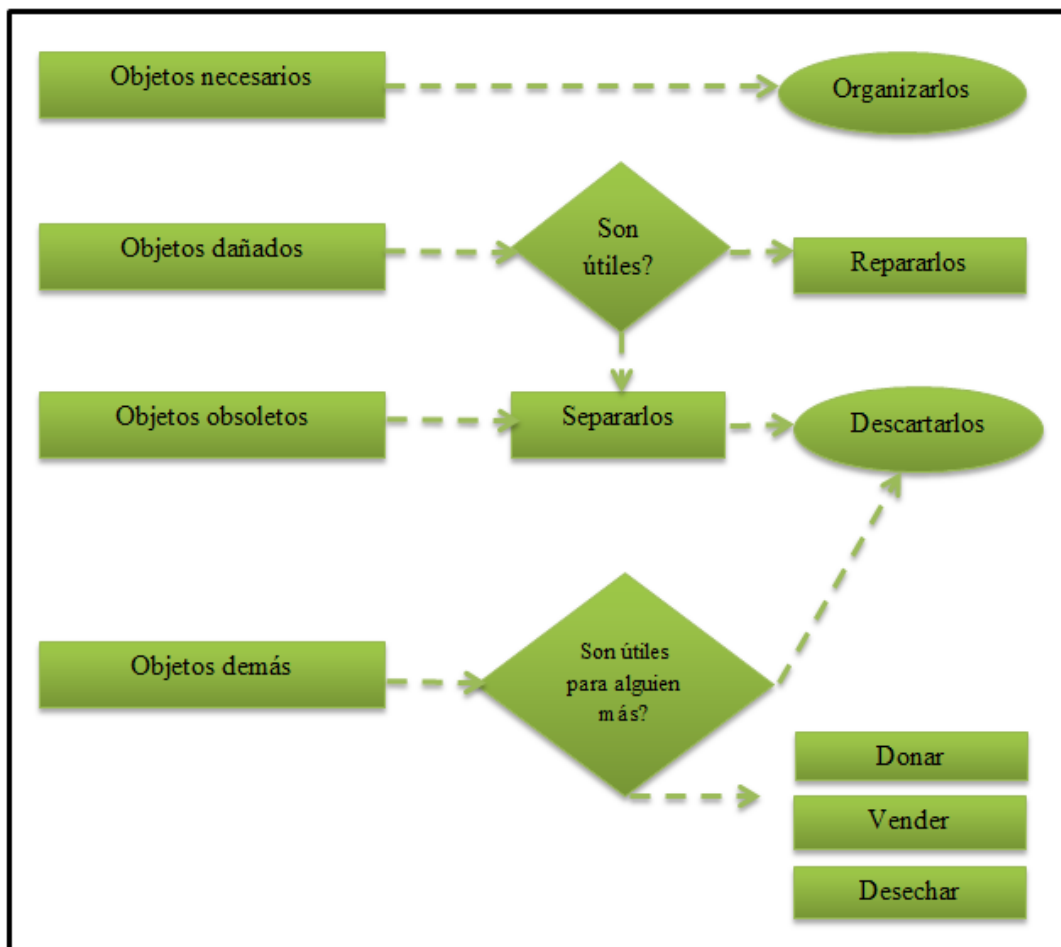 Objetos necesarios
Organizarlos
Objetos dañados
Son
útiles?
Repararlos
Objetos obsoletos
Separarlos
Descartarlos
Objetos demás
Son útiles
para alguien
más?
Donar
Vender
Desechar